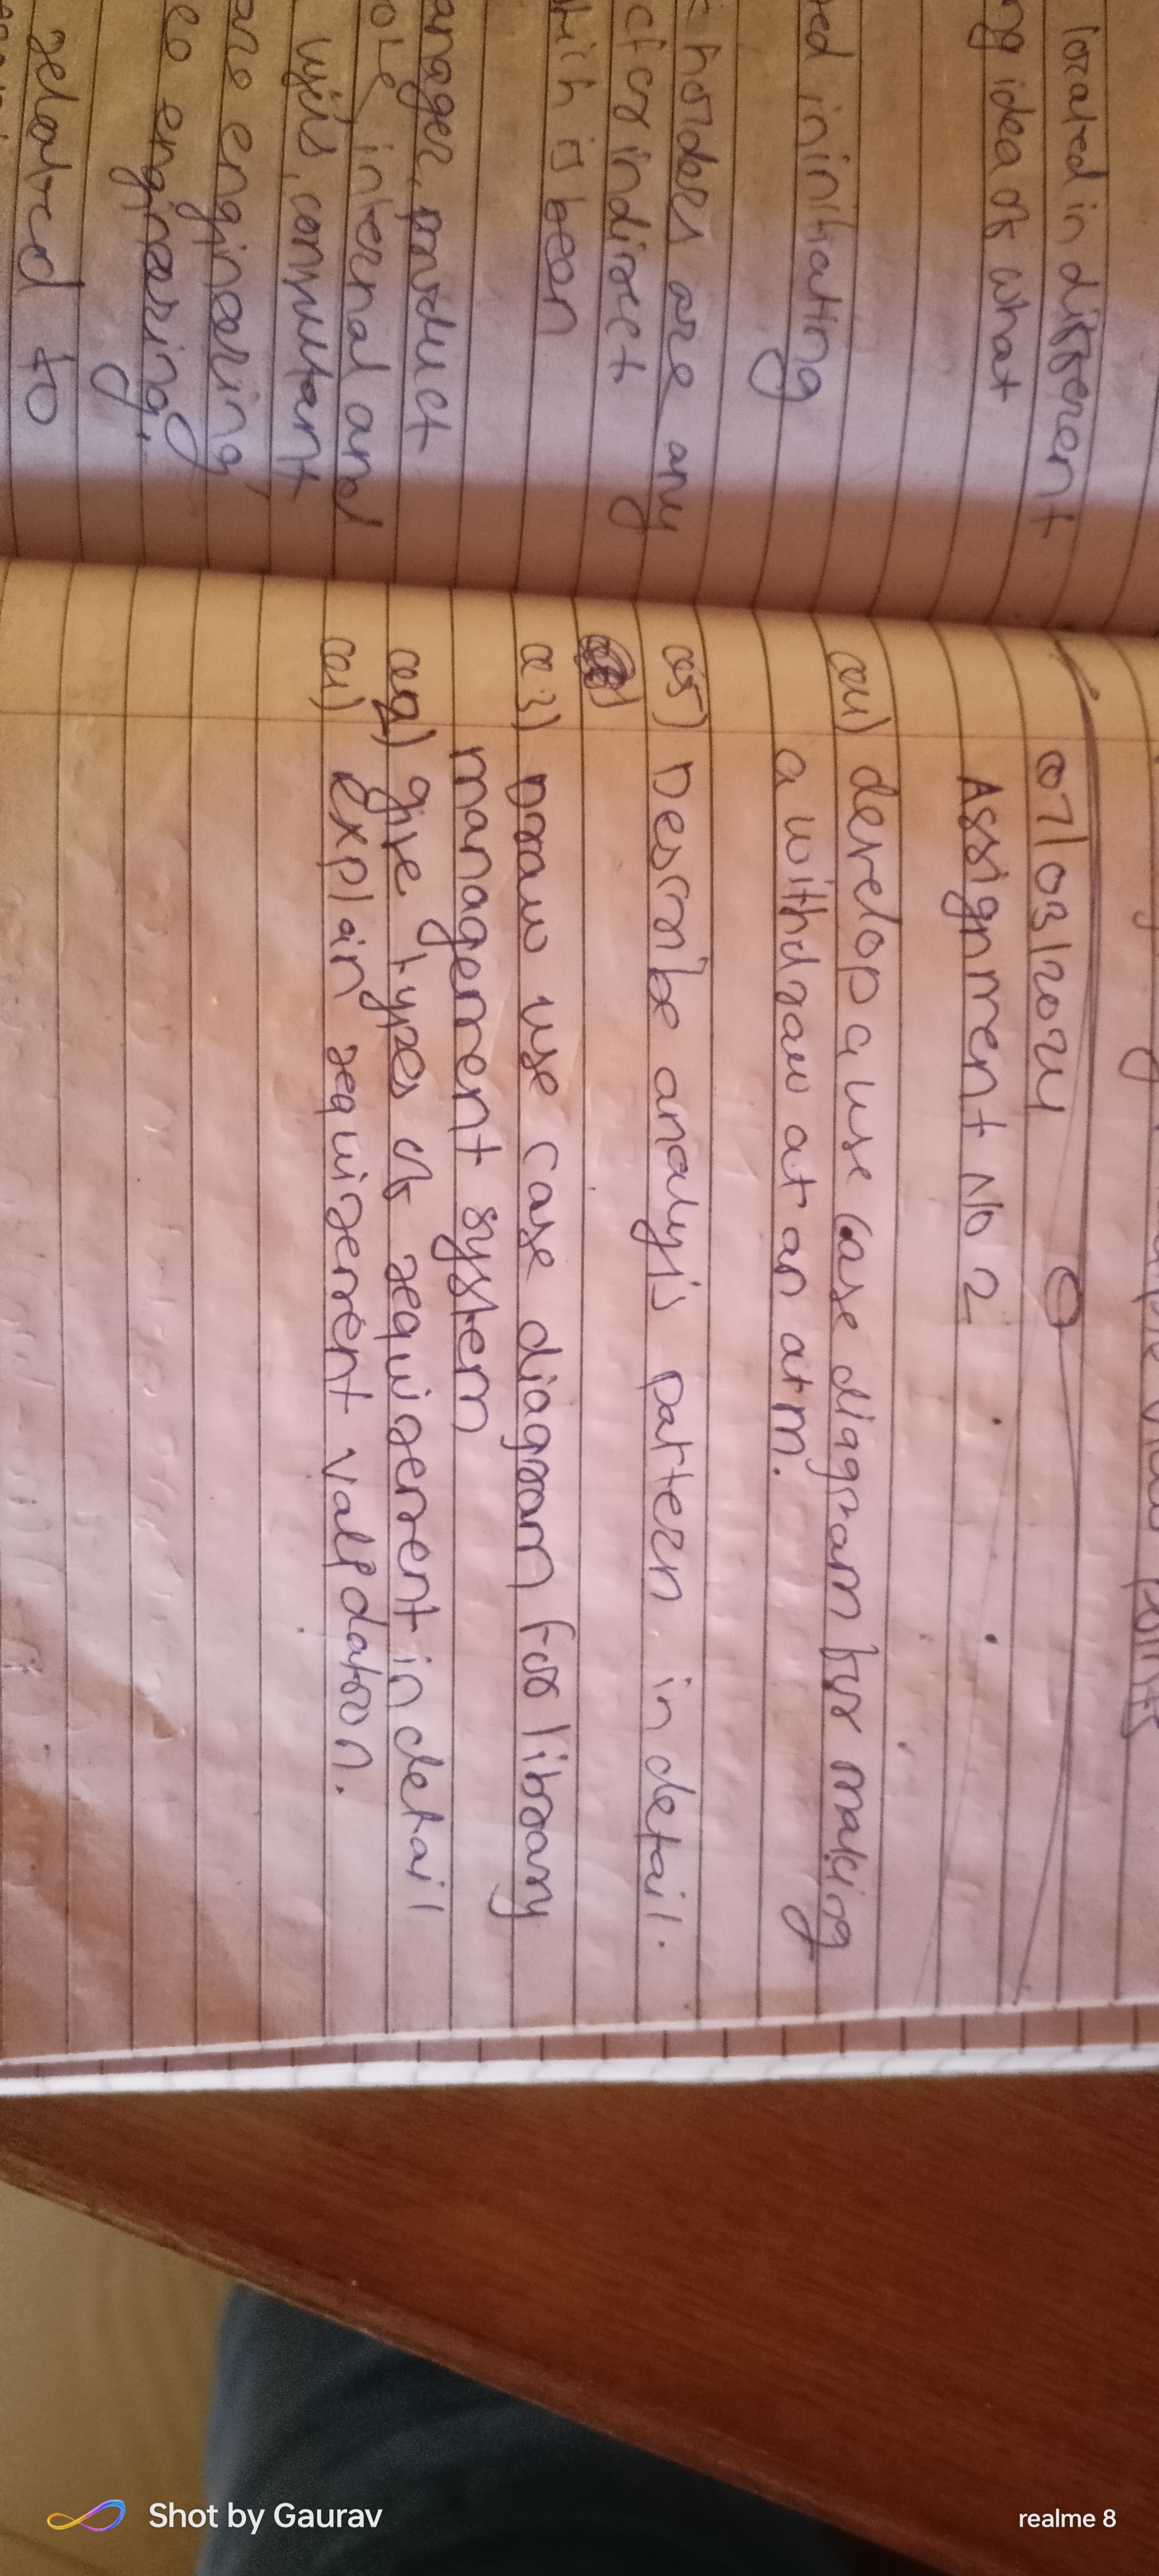 located in different
ng idea of what
ed ininitiating
holders are any
ct or indirect
hich is been
anager, product
ole, internal and
consultant,
are engineering
eo engineering.
related to
view points
07/03/2024
Assignment No 2
Q4) develop a use case diagram for making
a withdraw at an atm.
Q5) Describe analyis pattern in detail.
Q3) Draw use case diagram for library
management system
Q2) give types of requirement in detail
Q1) explain requirement validation.
realme 8
Shot by Gaurav